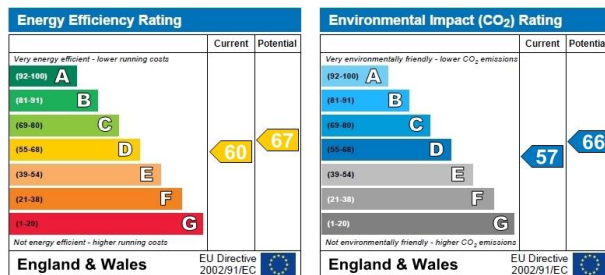 Energy Efficiency Rating
Current Potential
Very energy efficient - lower running costs
(92-100) A
(81-91) B
(69-80) C
(55-68) D
(39-54) E
(21-38) F
(1-20) G
60
67
Not energy efficient - higher running costs
England & Wales
EU Directive
2002/91/EC
Environmental Impact (CO2) Rating
Current Potential
Very environmentally friendly - lower CO2 emissions
(92-100) A
(81-91) B
(69-80) C
(55-68) D
(39-54) E
(21-38) F
(1-20) G
57
66
Not environmentally friendly - higher CO2 emissions
England & Wales
EU Directive
2002/91/EC